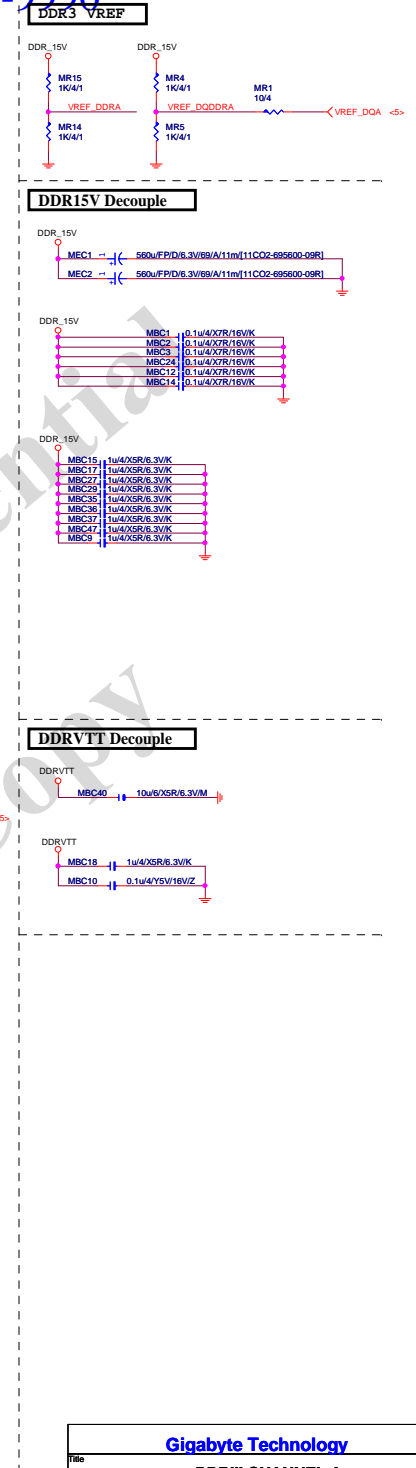 DDR3 VREF
DDR_15V
DDR_15V
MR15
1K/4/1
MR4
1K/4/1
MR1
10/4
VREF_DDRA
VREF_DQDDRA
VREF_DQA <5>
MR14
1K/4/1
MR5
1K/4/1
DDR15V Decouple
DDR_15V
MEC1 1 + 560u/FP/D/6.3V/69/A/11m/[11CO2-695600-09R]
MEC2 1 + 560u/FP/D/6.3V/69/A/11m/[11CO2-695600-09R]
DDR_15V
MBC1 0.1u/4/X7R/16V/K
MBC2 0.1u/4/X7R/16V/K
MBC3 0.1u/4/X7R/16V/K
MBC24 0.1u/4/X7R/16V/K
MBC12 0.1u/4/X7R/16V/K
MBC14 0.1u/4/X7R/16V/K
DDR_15V
MBC15 1u/4/X5R/6.3V/K
MBC17 1u/4/X5R/6.3V/K
MBC27 1u/4/X5R/6.3V/K
MBC29 1u/4/X5R/6.3V/K
MBC35 1u/4/X5R/6.3V/K
MBC36 1u/4/X5R/6.3V/K
MBC37 1u/4/X5R/6.3V/K
MBC47 1u/4/X5R/6.3V/K
MBC9 1u/4/X5R/6.3V/K
DDRVTT Decouple
DDRVTT
MBC40 10u/6/X5R/6.3V/M
5>
DDRVTT
MBC18 1u/4/X5R/6.3V/K
MBC10 0.1u/4/Y5V/16V/Z
ential
opy
Gigabyte Technology
Title